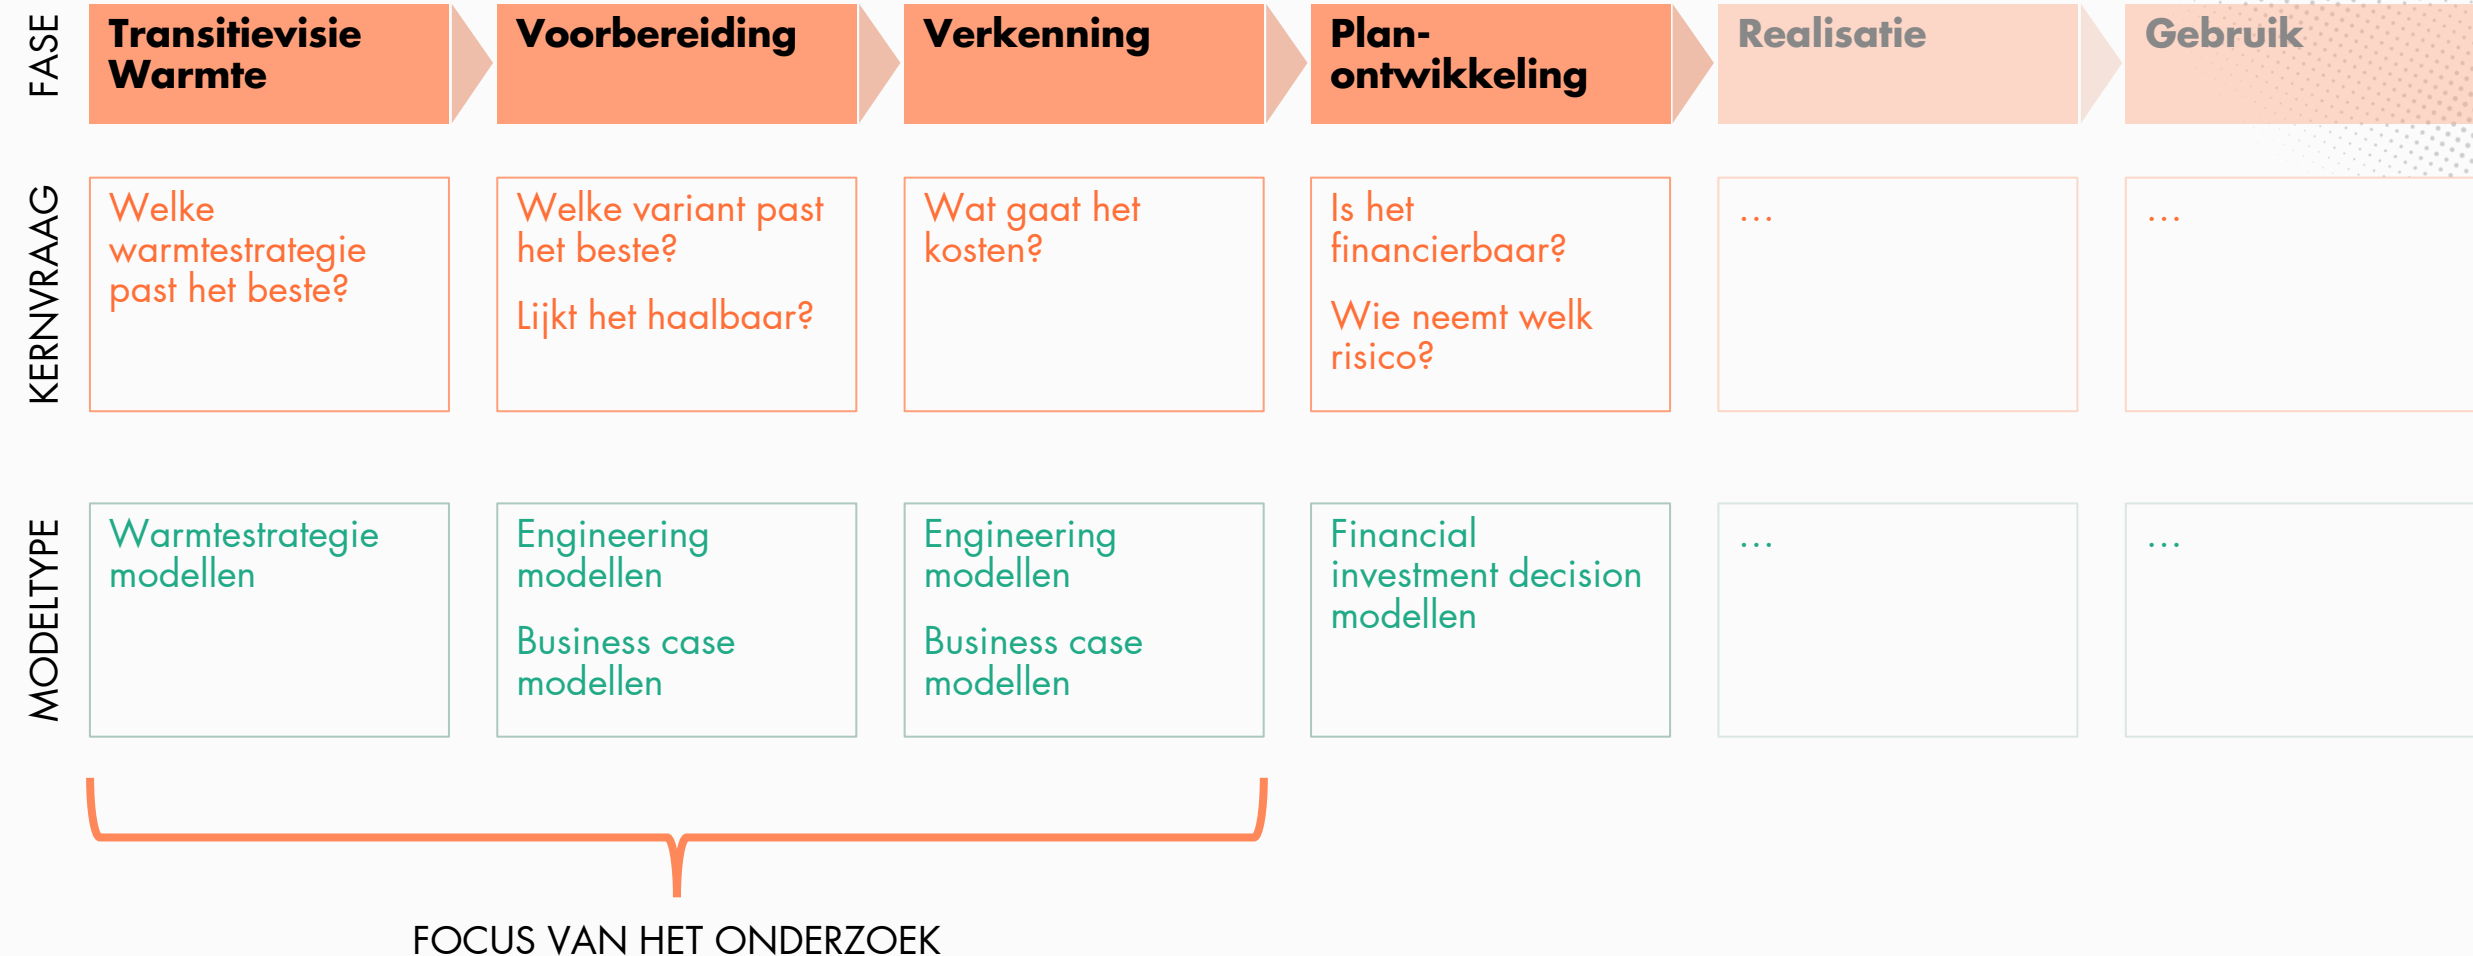 FASE
Transitievisie
Warmte
Voorbereiding
Verkenning
Plan-
ontwikkeling
Realisatie
Gebruik
KERNVRAAG
Welke
warmtestrategie
past het beste?
Welke variant past
het beste?
Lijkt het haalbaar?
Wat gaat het
kosten?
Is het
financierbaar?
Wie neemt welk
risico?
...
...
MODELTYPE
Warmtestrategie
modellen
Engineering
modellen
Business case
modellen
Engineering
modellen
Business case
modellen
Financial
investment decision
modellen
...
...
FOCUS VAN HET ONDERZOEK